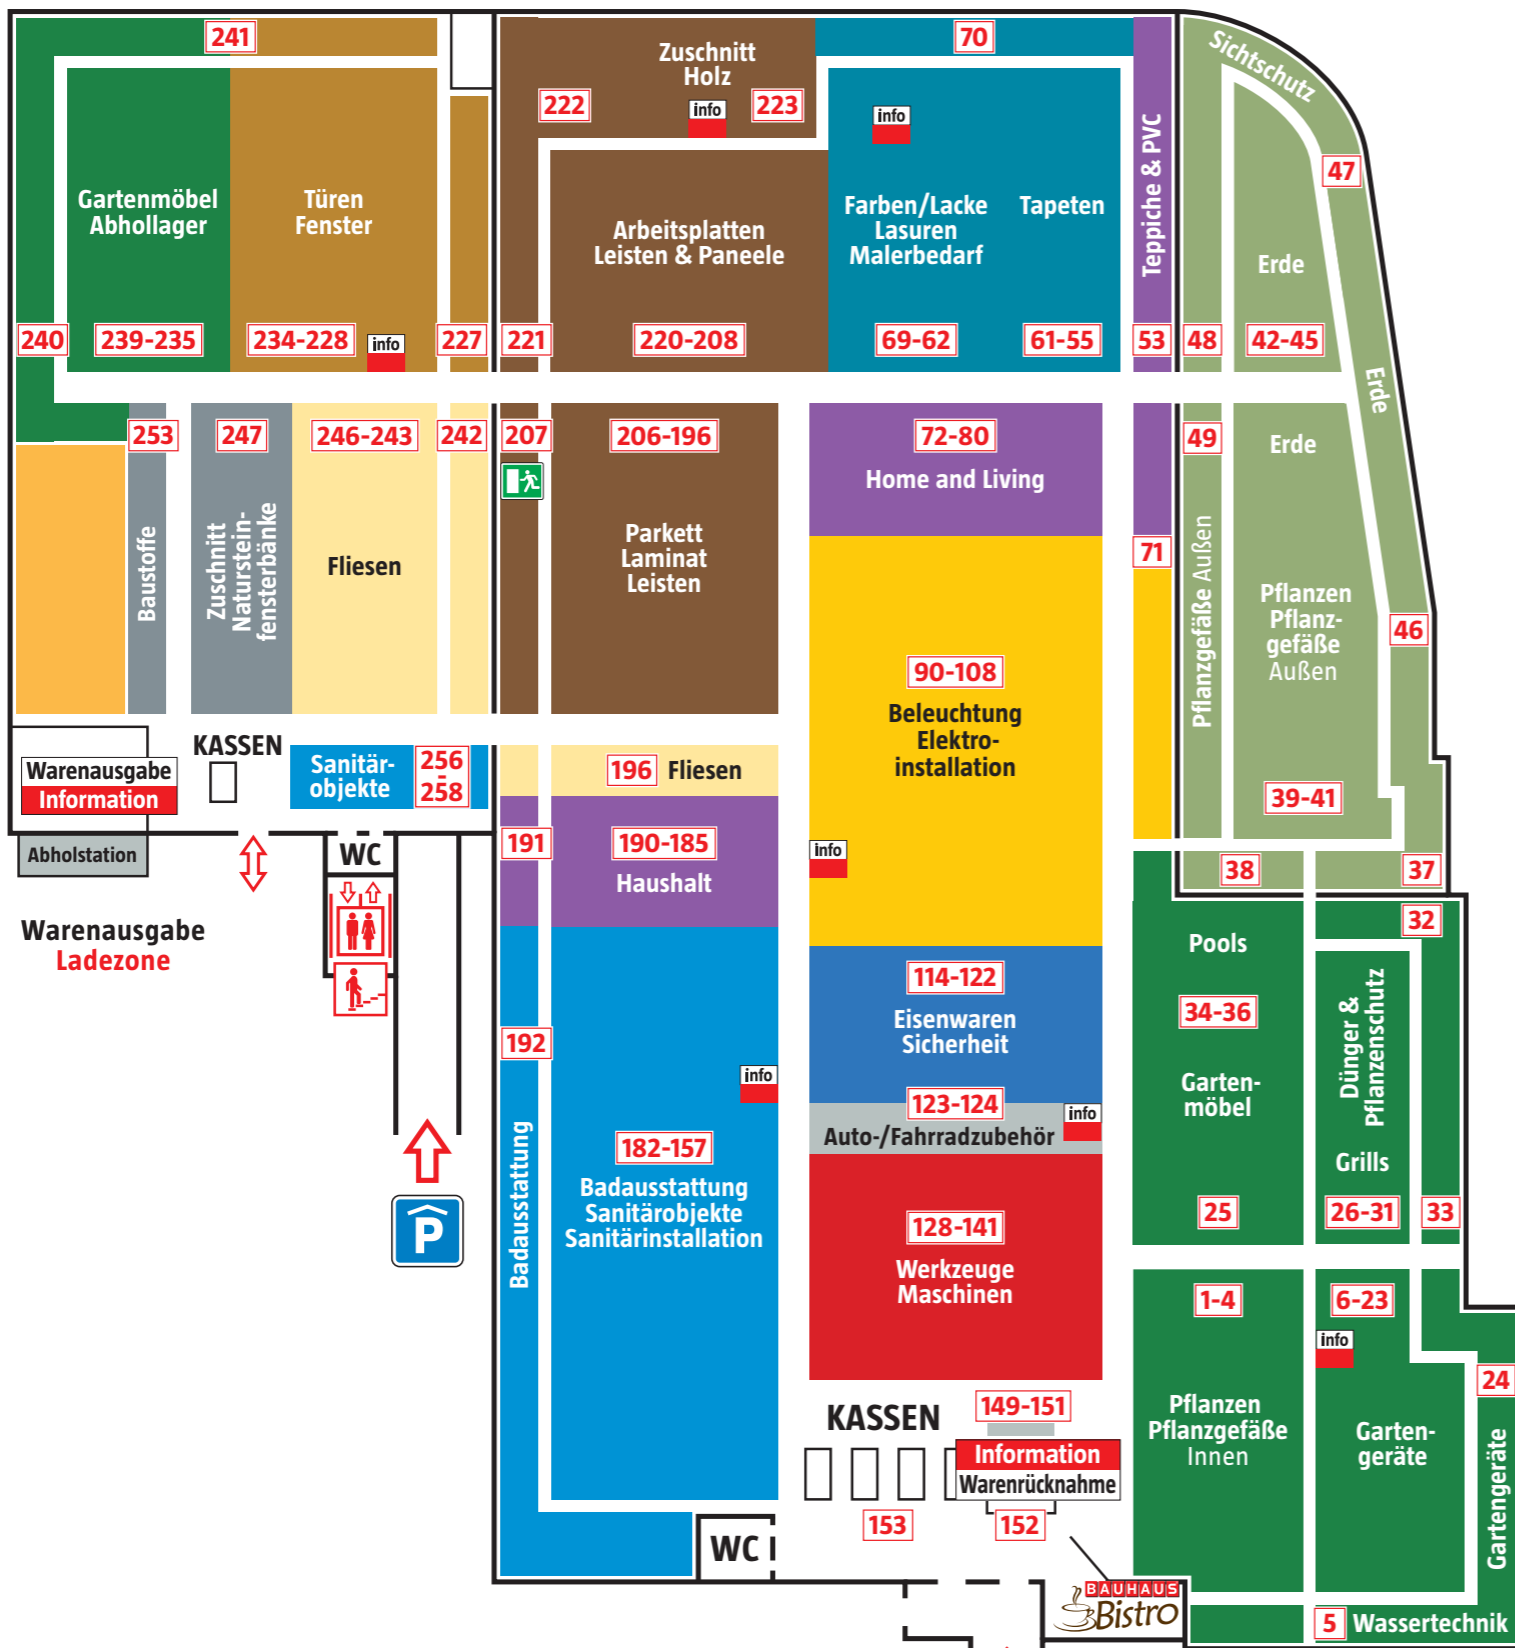 241
70
Sichtschutz
Zuschnitt
Holz
222
info
223
info
47
Teppiche & PVC
Gartenmöbel
Abhollager
Türen
Fenster
Arbeitsplatten
Leisten & Paneele
Farben/Lacke
Lasuren
Malerbedarf
Tapeten
Erde
240
239-235
234-228
info
227
221
220-208
69-62
61-55
53
48
42-45
Erde
253
247
246-243
242
207
206-196
72-80
Home and Living
49
Erde
Baustoffe
Zuschnitt
Naturstein-
fensterbänke
Fliesen
Parkett
Laminat
Leisten
71
Pflanzgefäße Außen
Pflanzen
Pflanz-
gefäße
Außen
46
90-108
Beleuchtung
Elektro-
installation
KASSEN
Warenausgabe
Information
Sanitär-
objekte
256
-
258
196 Fliesen
39-41
Abholstation
WC
191
190-185
Haushalt
info
38
37
Warenausgabe
Ladezone
32
Pools
34-36
Garten-
möbel
Dünger &
Pflanzenschutz
Grills
114-122
Eisenwaren
Sicherheit
192
info
123-124
Auto-/Fahrradzubehör
info
Badausstattung
182-157
Badausstattung
Sanitärobjekte
Sanitärinstallation
P
128-141
Werkzeuge
Maschinen
25
26-31
33
1-4
6-23
info
24
Pflanzen
Pflanzgefäße
Innen
Garten-
geräte
Gartengeräte
KASSEN
149-151
Information
Warenrücknahme
153
152
WC
BAUHAUS
Bistro
5 Wassertechnik